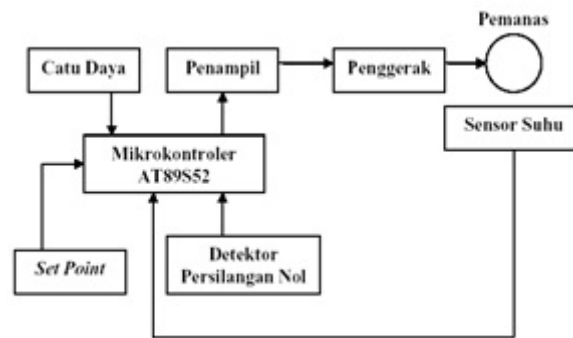 Pemanas
Catu Daya
Penampil
Penggerak
Sensor Suhu
Mikrokontroler
AT89S52
Set Point
Detektor
Persilangan Nol